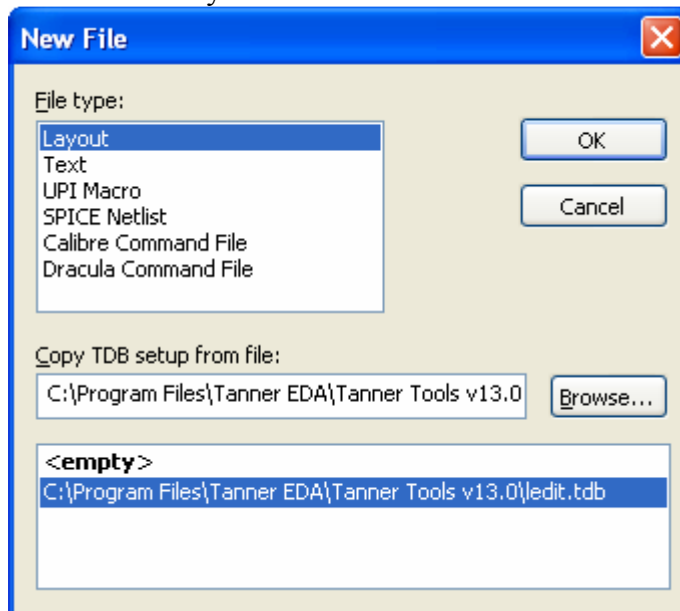 New File
File type:
Layout
Text
UPI Macro
SPICE Netlist
Calibre Command File
Dracula Command File
OK
Cancel
Copy TDB setup from file:
C:\Program Files\Tanner EDA\Tanner Tools v13.0
Browse...
<empty>
C:\Program Files\Tanner EDA\Tanner Tools v13.0\ledit.tdb